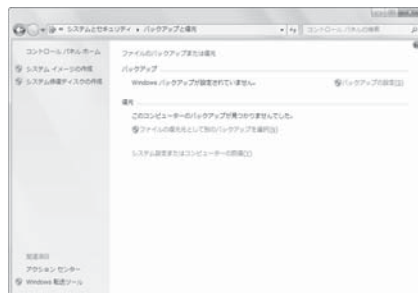 システムとセキュリティ ▸ バックアップと復元
コントロール パネルの検索
コントロール パネル ホーム
システム イメージの作成
システム修復ディスクの作成
ファイルのバックアップまたは復元
バックアップ
Windows バックアップが設定されていません。
バックアップの設定(S)
復元
このコンピューターのバックアップが見つかりませんでした。
ファイルの復元元として別のバックアップを選択(N)
システム設定またはコンピューターの回復(Y)
関連項目
アクション センター
Windows 転送ツール